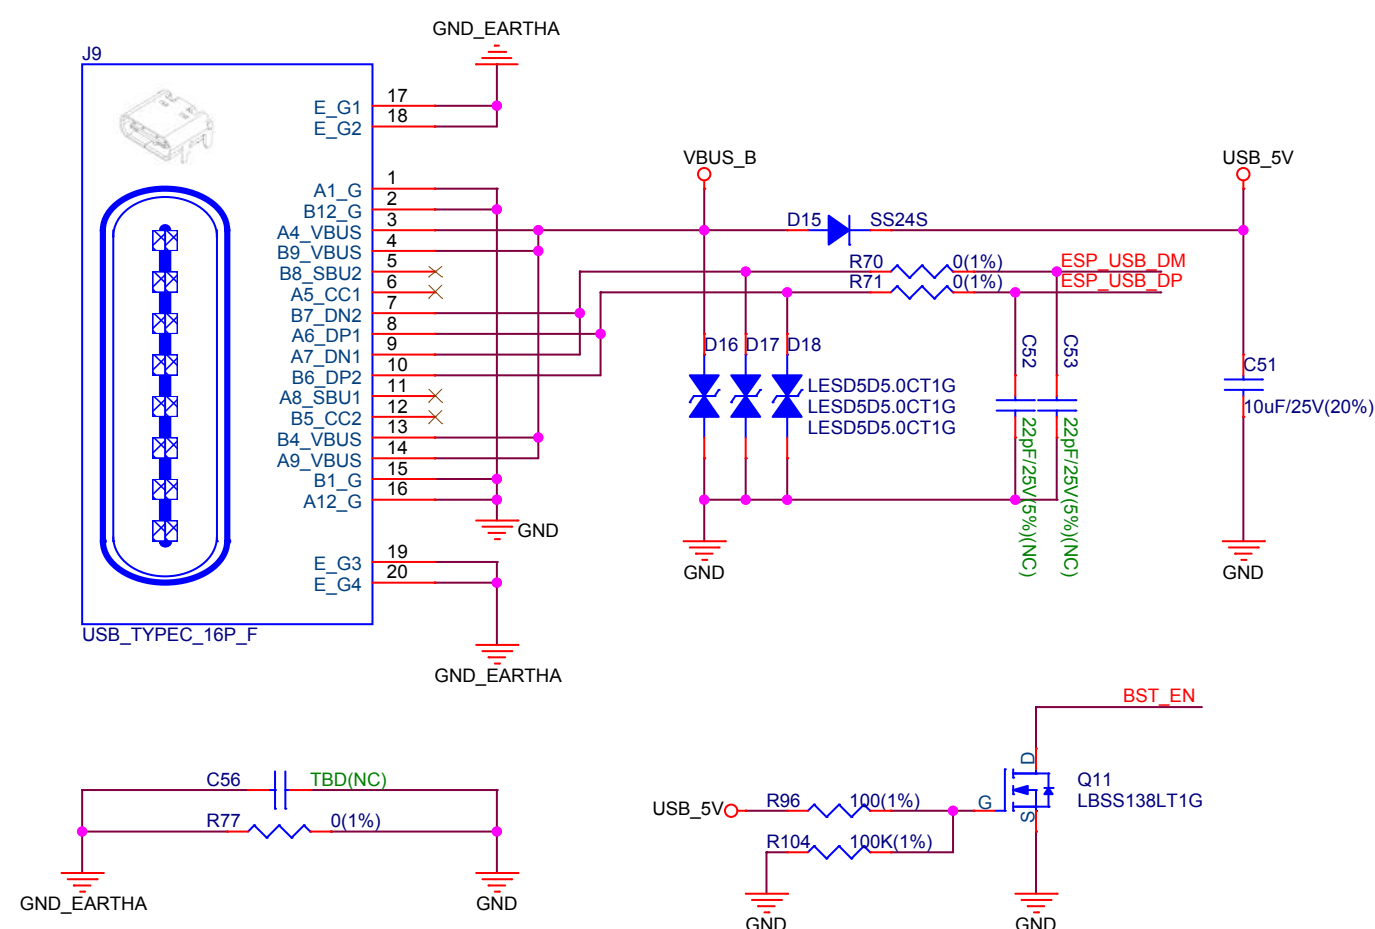 GND_EARTHA
J9
17
E_G1
18
E_G2
1
A1_G
2
B12_G
3
A4_VBUS
4
B9_VBUS
5
B8_SBU2
6
A5_CC1
7
B7_DN2
8
A6_DP1
9
A7_DN1
10
B6_DP2
11
A8_SBU1
12
B5_CC2
13
B4_VBUS
14
A9_VBUS
15
B1_G
16
A12_G
GND
19
E_G3
20
E_G4
USB_TYPEC_16P_F
GND_EARTHA
VBUS_B
USB_5V
D15 SS24S
R70 0(1%) ESP_USB_DM
R71 0(1%) ESP_USB_DP
D16 D17 D18
LESD5D5.0CT1G
LESD5D5.0CT1G
LESD5D5.0CT1G
C52
22pF/25V(5%)(NC)
C53
22pF/25V(5%)(NC)
C51
10uF/25V(20%)
GND
GND
C56 TBD(NC)
R77 0(1%)
GND_EARTHA
GND
BST_EN
D
Q11
LBSS138LT1G
G
S
USB_5V
R96 100(1%)
R104 100K(1%)
GND
GND